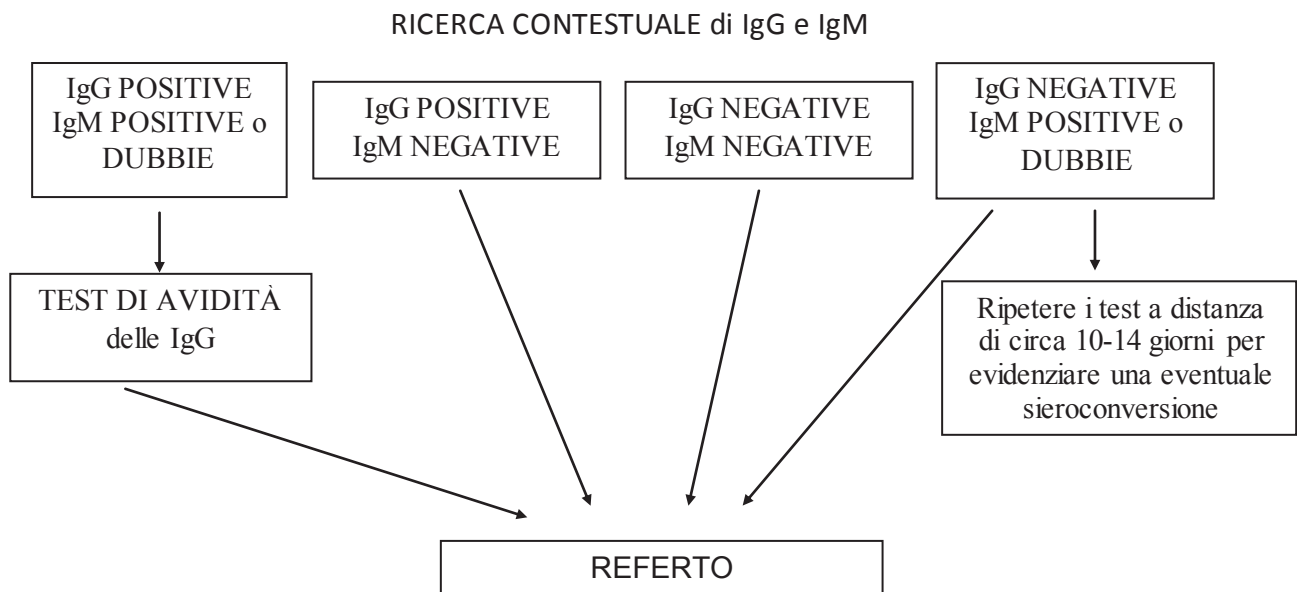 RICERCA CONTESTUALE di IgG e IgM
IgG POSITIVE
IgM POSITIVE o
DUBBIE
IgG POSITIVE
IgM NEGATIVE
IgG NEGATIVE
IgM NEGATIVE
IgG NEGATIVE
IgM POSITIVE o
DUBBIE
TEST DI AVIDITÀ
delle IgG
Ripetere i test a distanza
di circa 10-14 giorni per
evidenziare una eventuale
sieroconversione
REFERTO